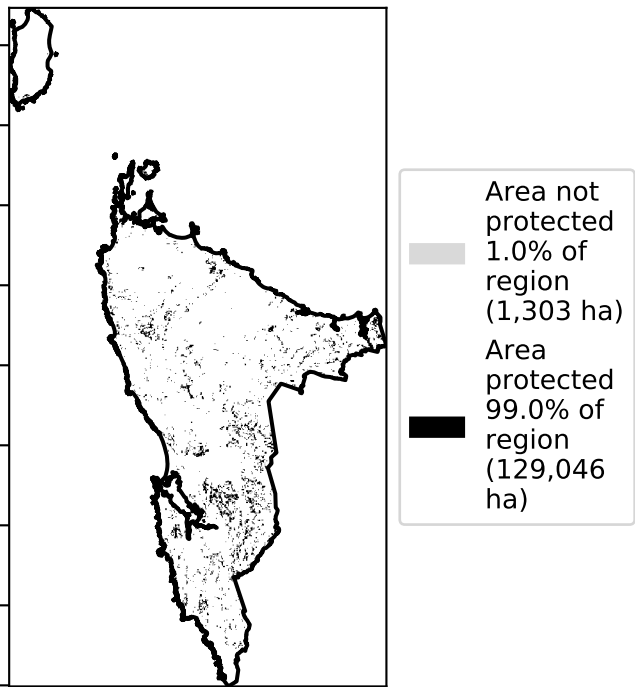 Area not
protected
1.0% of
region
(1,303 ha)
Area
protected
99.0% of
region
(129,046
ha)